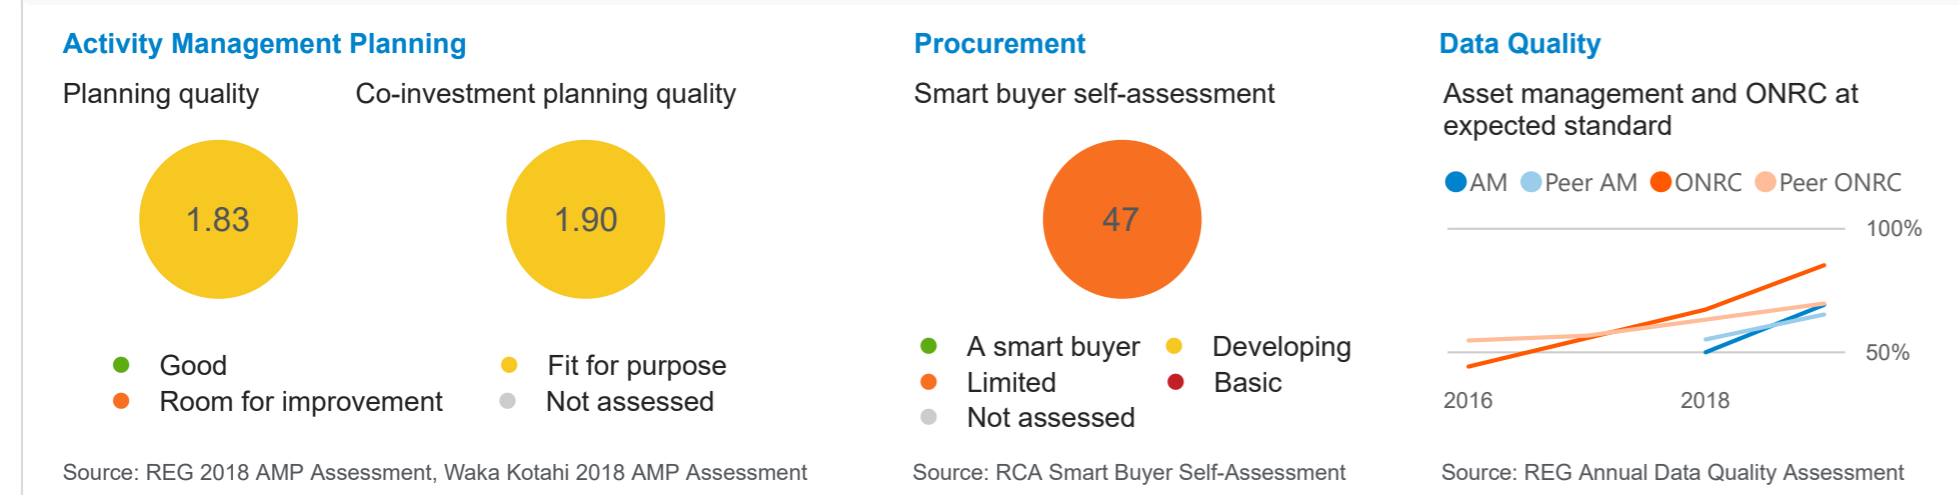 Activity Management Planning
Planning quality
Co-investment planning quality
1.83
1.90
Good
Fit for purpose
Room for improvement
Not assessed
Source: REG 2018 AMP Assessment, Waka Kotahi 2018 AMP Assessment
Procurement
Smart buyer self-assessment
47
A smart buyer
Developing
Limited
Basic
Not assessed
Source: RCA Smart Buyer Self-Assessment
Data Quality
Asset management and ONRC at
expected standard
AM Peer AM ONRC Peer ONRC
100%
50%
2016
2018
Source: REG Annual Data Quality Assessment